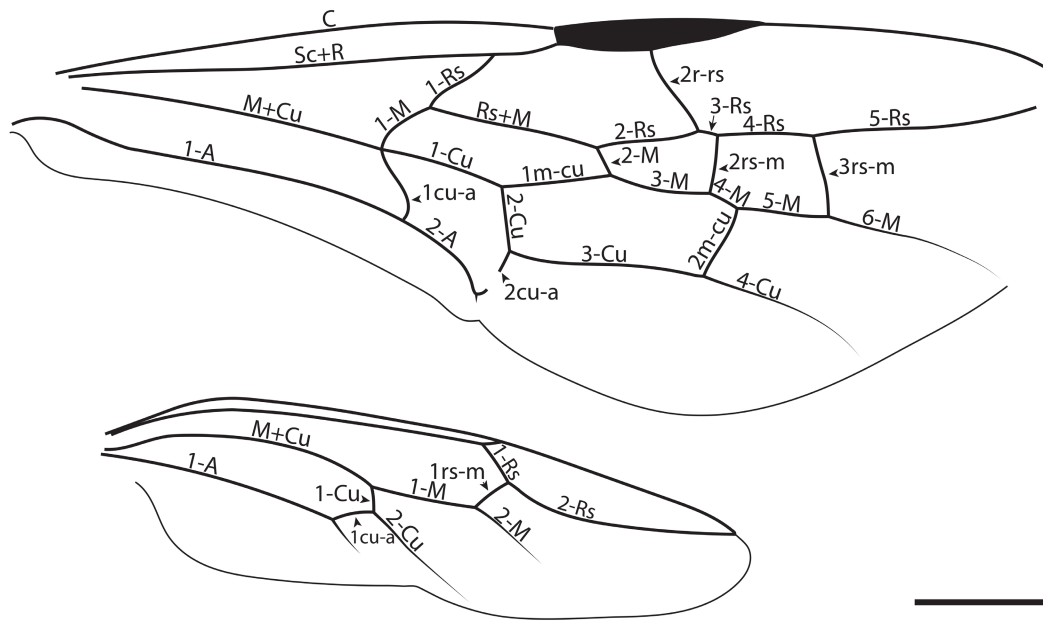 C
Sc+R
1-Rs
2r-rs
3-Rs
M+Cu
1-M
Rs+M
2-Rs
4-Rs
5-Rs
1-A
1-Cu
1m-cu
2-M
2rs-m
3rs-m
1cu-a
3-M
4-M
5-M
6-M
2-Cu
2-A
3-Cu
2m-cu
2cu-a
4-Cu
M+Cu
1-Rs
1-A
1rs-m
1-Cu
1-M
2-Rs
1cu-a
2-Cu
2-M